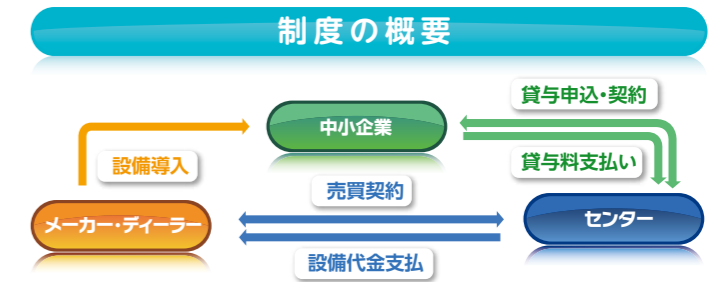 制度の概要
貸与申込・契約
中小企業
設備導入
貸与料支払い
売買契約
メーカー・ディーラー
センター
設備代金支払